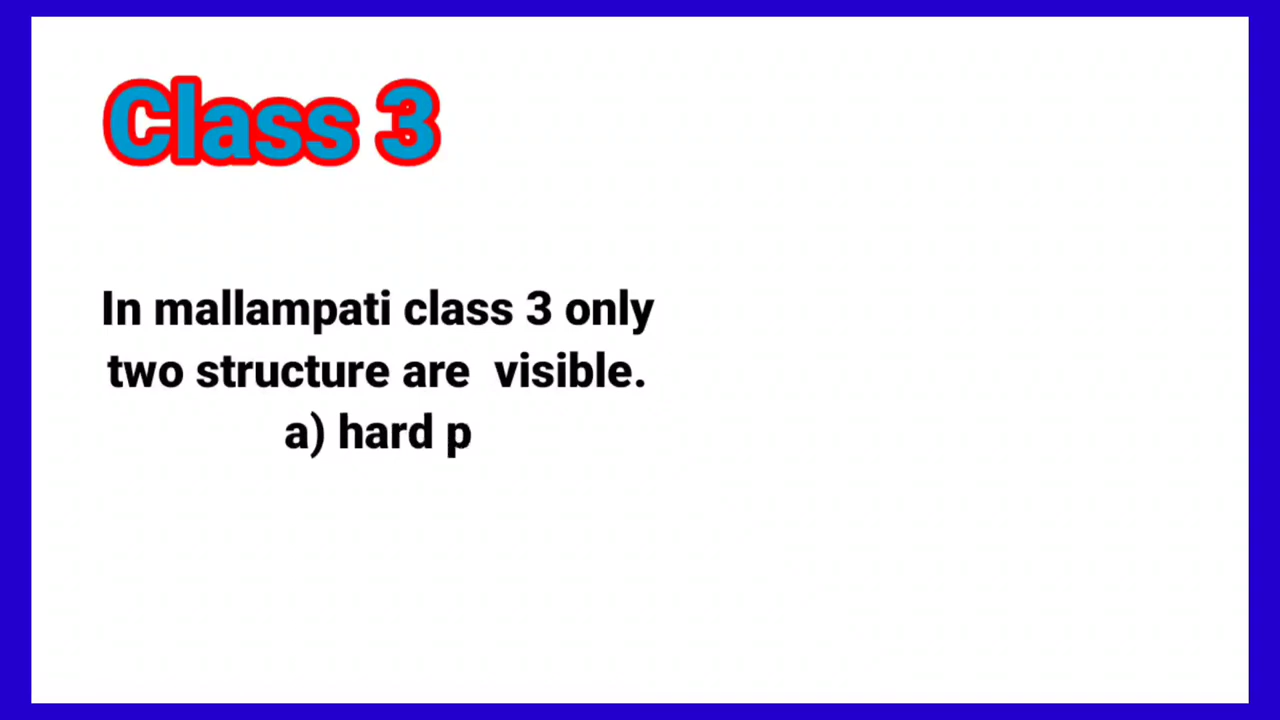 Class 3
In mallampati class 3 only
two structure are visible.
a) hard p